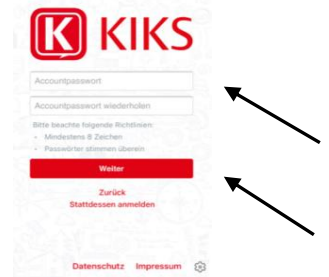 K KIKS
Accountpasswort
Accountpasswort wiederholen
Bitte beachte folgende Richtlinien:
- Mindestens 8 Zeichen
- Passwörter stimmen überein
Weiter
Zurück
Stattdessen anmelden
Datenschutz Impressum